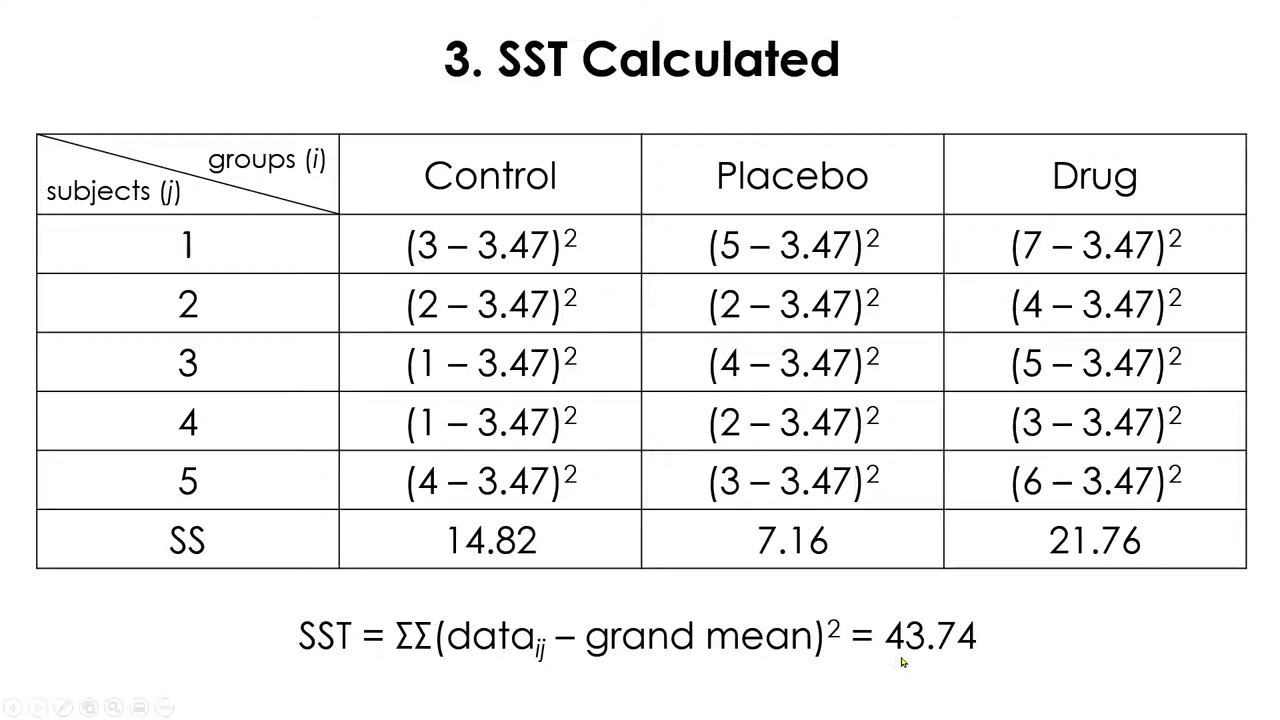 3. SST Calculated
groups (i)
subjects (j)
Control Placebo Drug
1 (3 – 3.47)² (5 – 3.47)² (7 – 3.47)²
2 (2 – 3.47)² (2 – 3.47)² (4 – 3.47)²
3 (1 – 3.47)² (4 – 3.47)² (5 – 3.47)²
4 (1 – 3.47)² (2 – 3.47)² (3 – 3.47)²
5 (4 – 3.47)² (3 – 3.47)² (6 – 3.47)²
SS 14.82 7.16 21.76
SST = ΣΣ(dataᵢⱼ – grand mean)² = 43.74